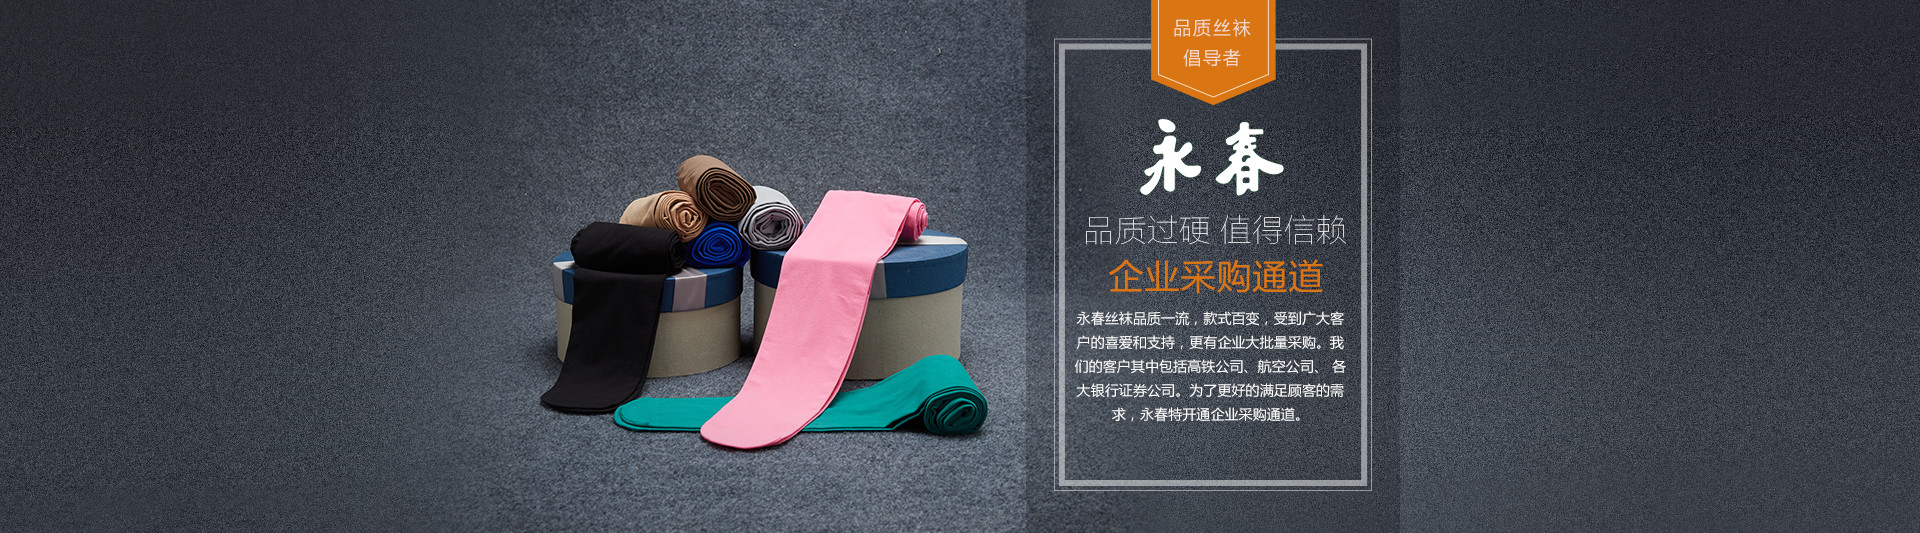 品质丝袜
倡导者
永春
品质过硬 值得信赖
企业采购通道
永春丝袜品质一流，款式百变，受到广大客
户的喜爱和支持，更有企业大批量采购。我
们的客户其中包括高铁公司、航空公司、 各
大银行证券公司。为了更好的满足顾客的需
求，永春特开通企业采购通道。